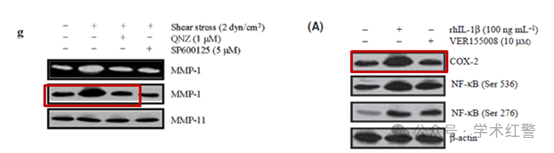 g
− + + + Shear stress (2 dyn/cm²)
− − + − QNZ (1 μM)
− − − + SP600125 (5 μM)
MMP-1
MMP-1
MMP-11
(A)
− + + rhIL-1β (100 ng mL⁻¹)
− − + VER155008 (10 μM)
COX-2
NF-κB (Ser 536)
NF-κB (Ser 276)
β-actin
公众号 · 学术红警